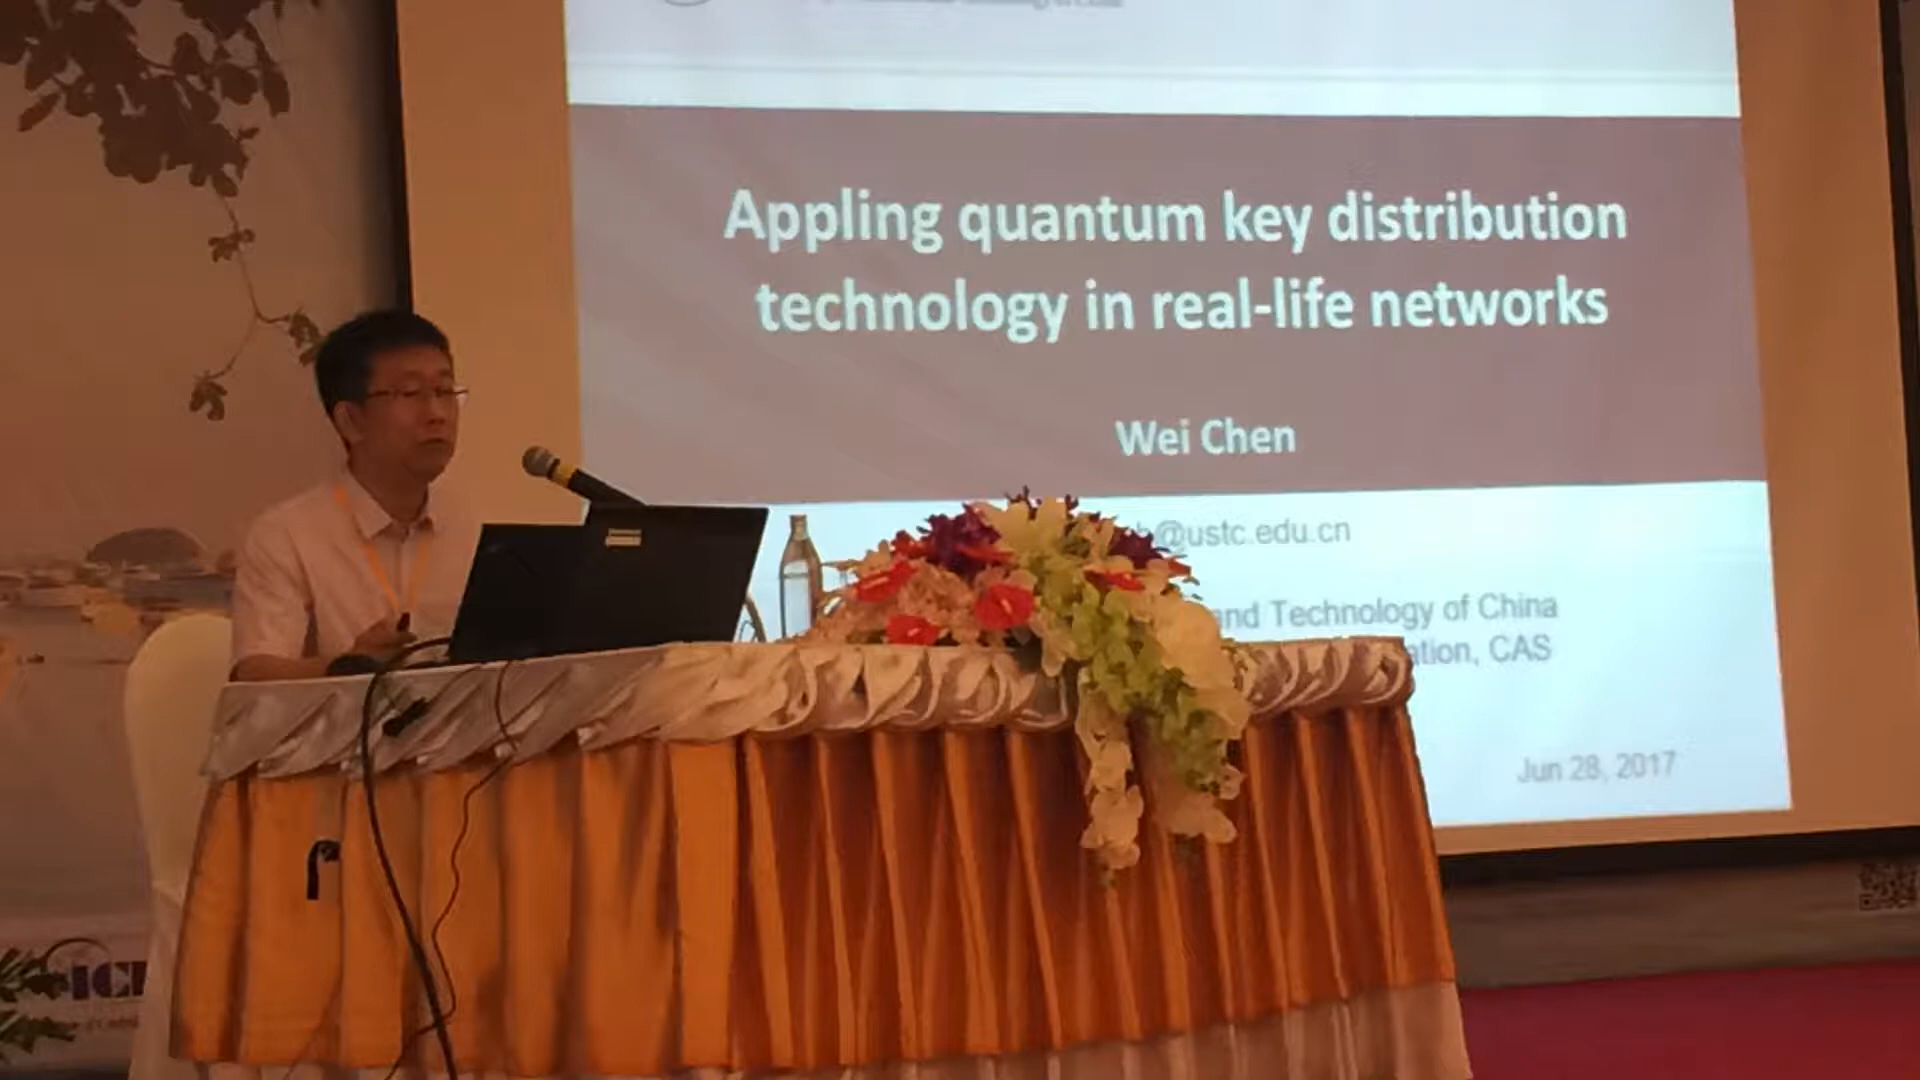 Appling quantum key distribution
technology in real-life networks
Wei Chen
@ustc.edu.cn
and Technology of China
CAS
Jun 28, 2017